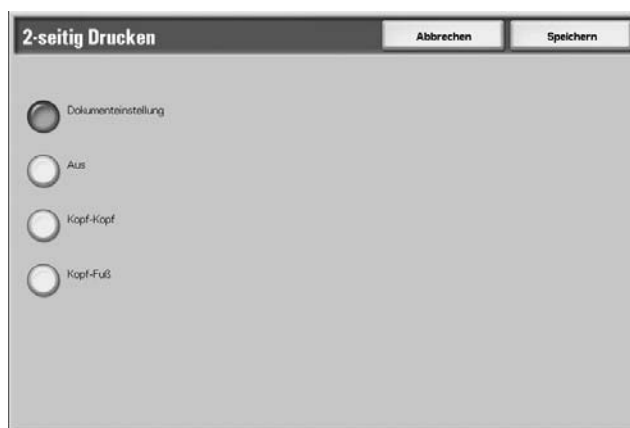 2-seitig Drucken
Abbrechen
Speichern
Dokumenteinstellung
Aus
Kopf-Kopf
Kopf-Fuß